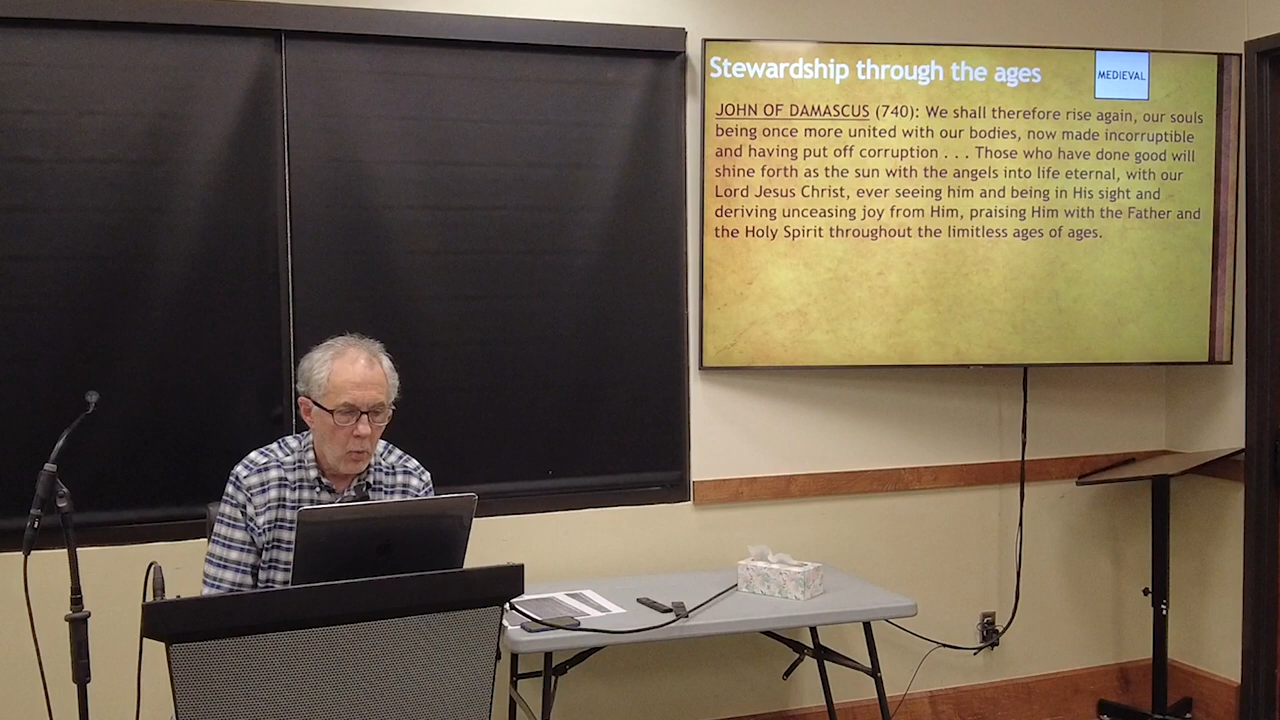 Stewardship through the ages
MEDIEVAL
JOHN OF DAMASCUS (740): We shall therefore rise again, our souls
being once more united with our bodies, now made incorruptible
and having put off corruption . . . Those who have done good will
shine forth as the sun with the angels into life eternal, with our
Lord Jesus Christ, ever seeing him and being in His sight and
deriving unceasing joy from Him, praising Him with the Father and
the Holy Spirit throughout the limitless ages of ages.